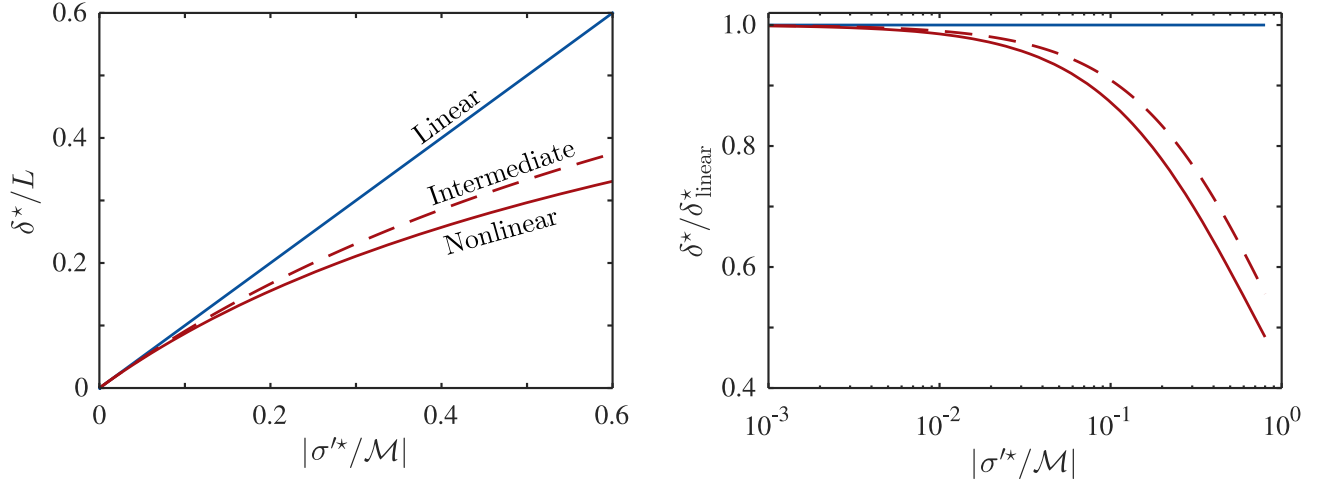 0.6
0.4
0.2
0
δ⋆/L
Linear
Intermediate
Nonlinear
0
0.2
0.4
0.6
|σ′⋆/ℳ|
1.0
0.8
0.6
0.4
δ⋆/δ⋆linear
10-3
10-2
10-1
100
|σ′⋆/ℳ|